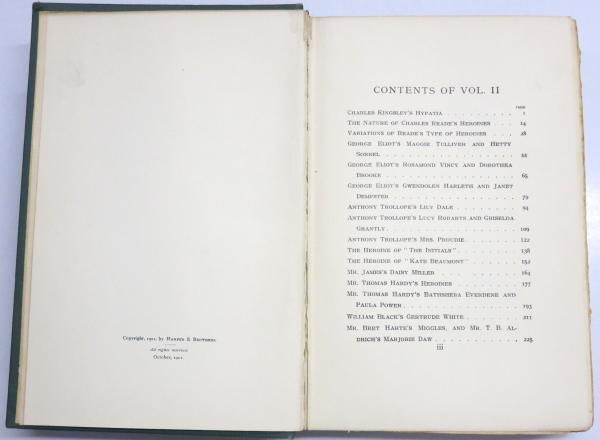 Copyright, 1901, by Harper & Brothers.
All rights reserved.
October, 1901.
CONTENTS OF VOL. II
PAGE
Charles Kingsley's Hypatia . . . . . . . . . . 1
The Nature of Charles Reade's Heroines . . . 14
Variations of Reade's Type of Heroines . . . 28
George Eliot's Maggie Tulliver and Hetty
Sorrel . . . . . . . . . . . . . . . . . 44
George Eliot's Rosamond Vincy and Dorothea
Brooke . . . . . . . . . . . . . . . . . 65
George Eliot's Gwendolen Harleth and Janet
Dempster . . . . . . . . . . . . . . . . 79
Anthony Trollope's Lily Dale . . . . . . . . 94
Anthony Trollope's Lucy Robarts and Griselda
Grantly . . . . . . . . . . . . . . . . 109
Anthony Trollope's Mrs. Proudie . . . . . . 122
The Heroine of "The Initials" . . . . . . . 138
The Heroine of "Kate Beaumont" . . . . . . 152
Mr. James's Daisy Miller . . . . . . . . . 164
Mr. Thomas Hardy's Heroines . . . . . . . 177
Mr. Thomas Hardy's Bathsheba Everdene and
Paula Power . . . . . . . . . . . . . . 193
William Black's Gertrude White . . . . . . 211
Mr. Bret Harte's Miggles, and Mr. T. B. Al-
drich's Marjorie Daw . . . . . . . . . . 225
iii